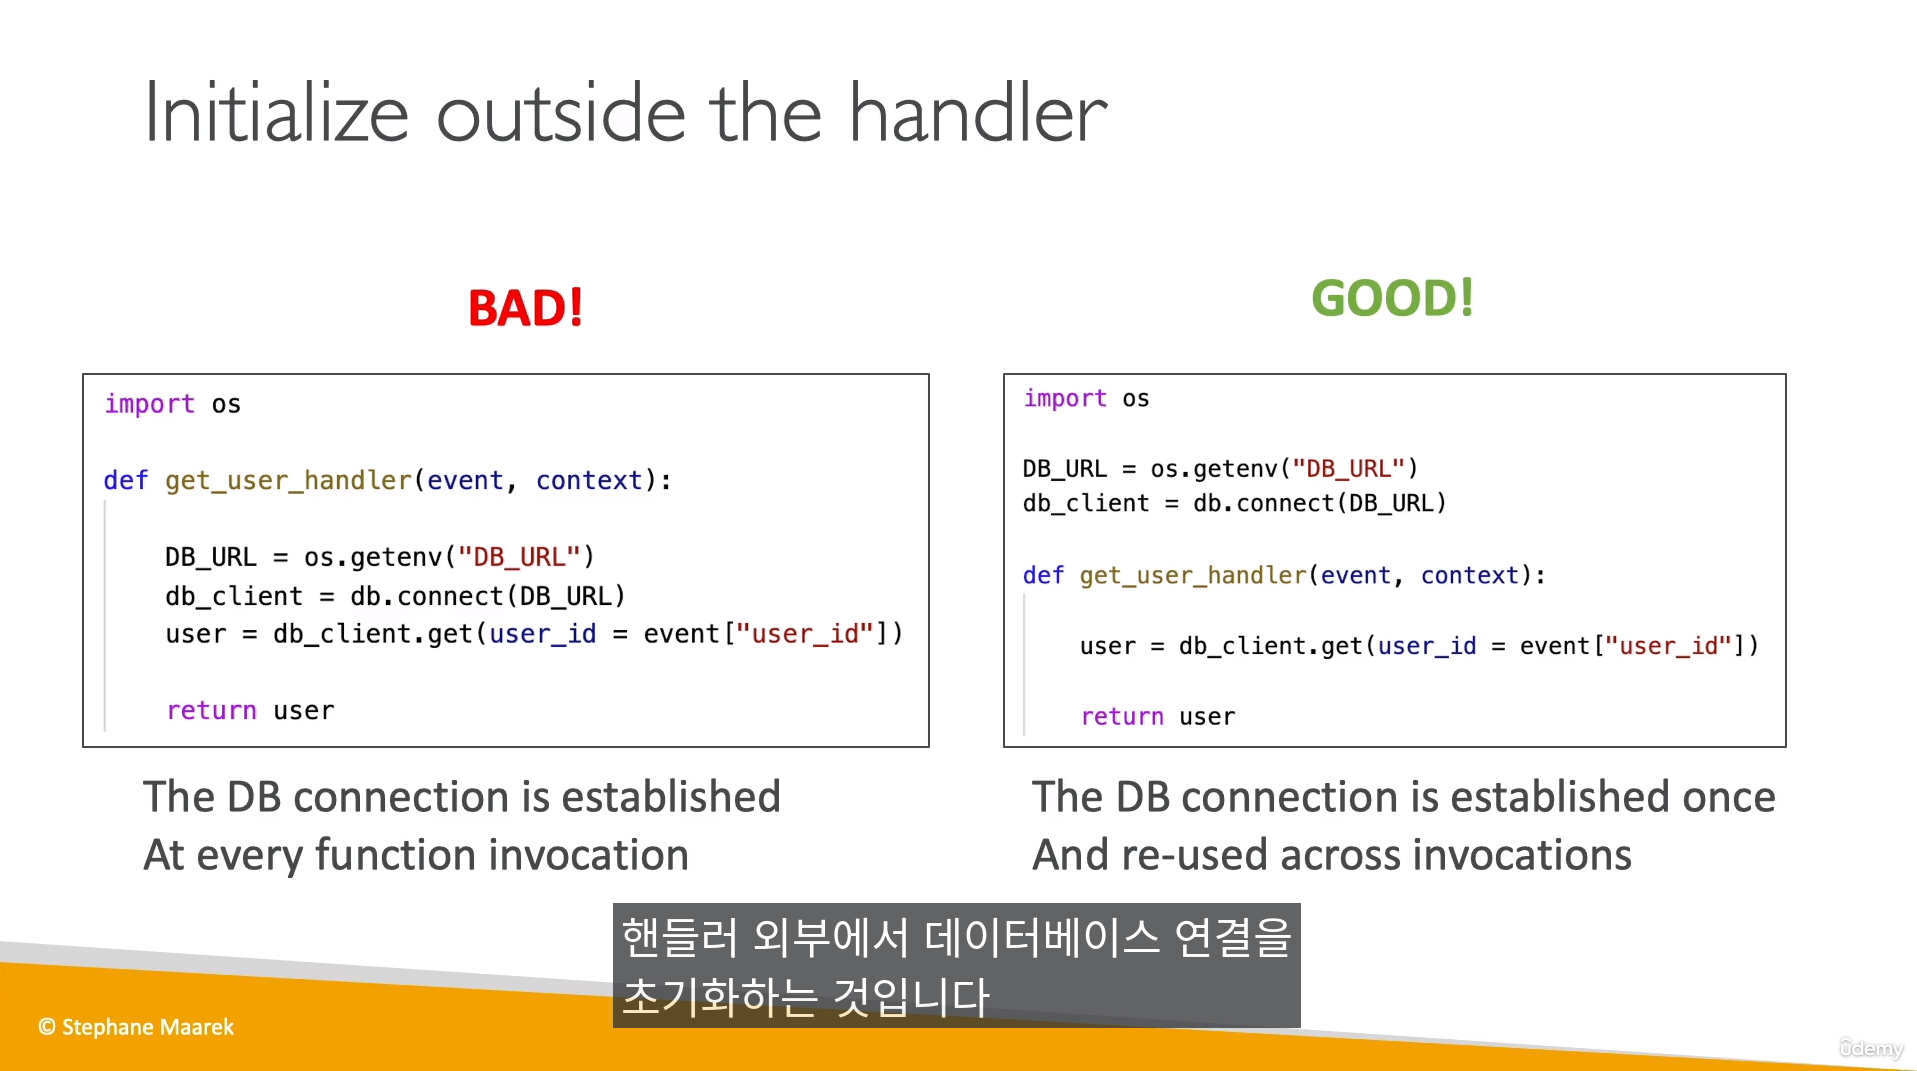 Initialize outside the handler
BAD!
import os
def get_user_handler(event, context):
DB_URL = os.getenv("DB_URL")
db_client = db.connect(DB_URL)
user = db_client.get(user_id = event["user_id"])
return user
The DB connection is established
At every function invocation
GOOD!
import os
DB_URL = os.getenv("DB_URL")
db_client = db.connect(DB_URL)
def get_user_handler(event, context):
user = db_client.get(user_id = event["user_id"])
return user
The DB connection is established once
And re-used across invocations
핸들러 외부에서 데이터베이스 연결을
초기화하는 것입니다
© Stephane Maarek
ûdemy